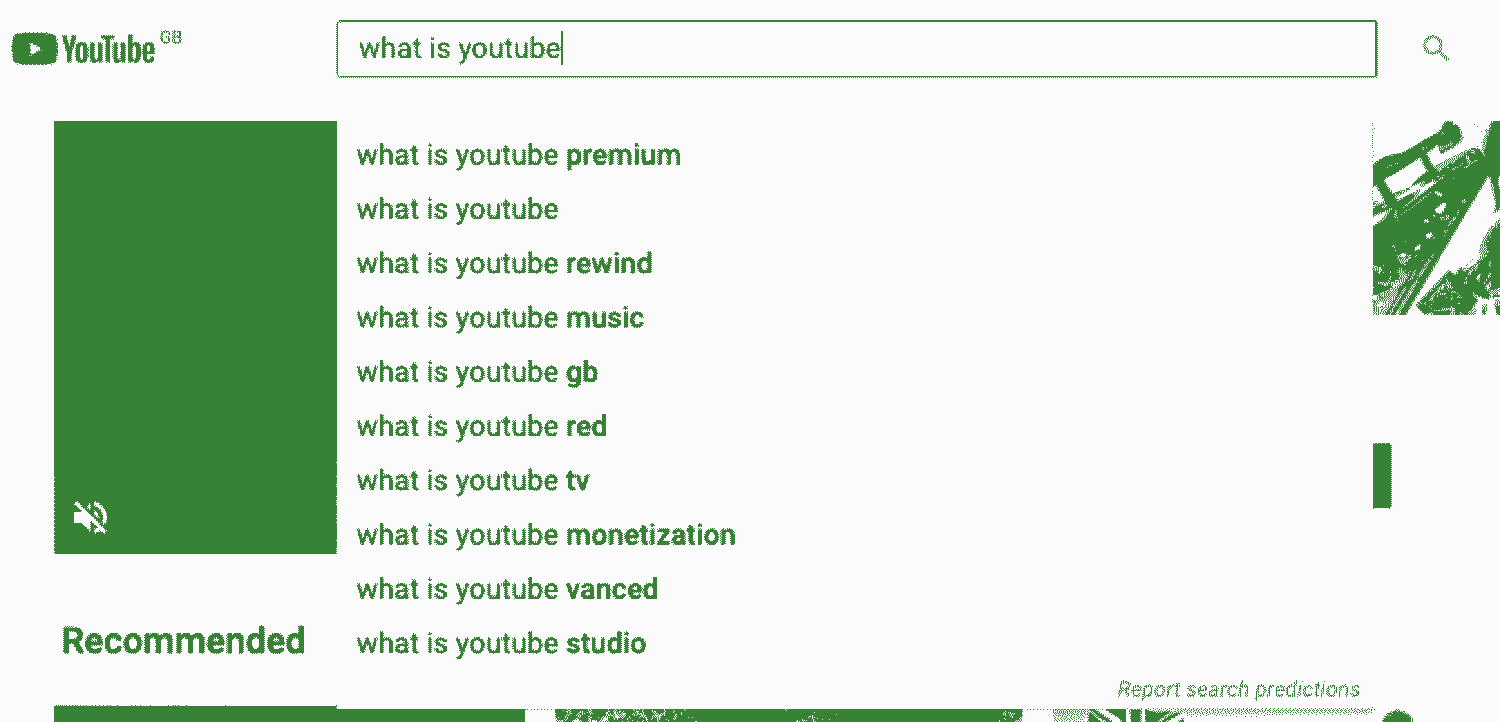 YouTube GB
what is youtube
what is youtube premium
what is youtube
what is youtube rewind
what is youtube music
what is youtube gb
what is youtube red
what is youtube tv
what is youtube monetization
what is youtube vanced
what is youtube studio
Recommended
Report search predictions